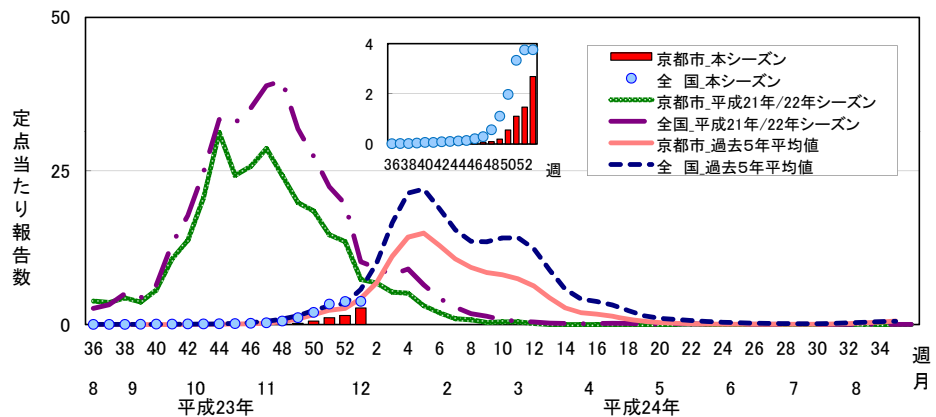 50
25
0
定点当たり報告数
4
2
0
363840424446485052
週
京都市_本シーズン
全　国_本シーズン
京都市_平成21年/22年シーズン
全国_平成21年/22年シーズン
京都市_過去5年平均値
全　国_過去5年平均値
36 38 40 42 44 46 48 50 52 2 4 6 8 10 12 14 16 18 20 22 24 26 28 30 32 34 週
8 9 10 11 12 2 3 4 5 6 7 8 月
平成23年 平成24年